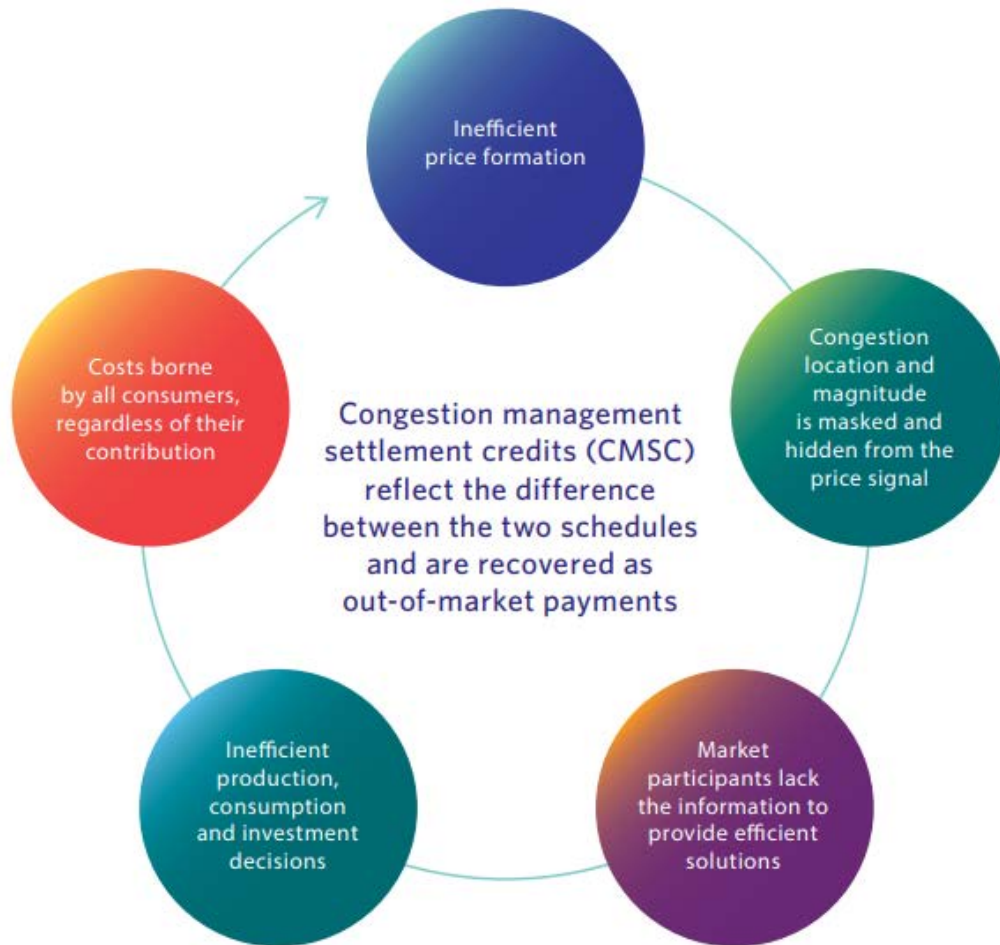 Inefficient
price formation
Congestion
location and
magnitude
is masked and
hidden from the
price signal
Market
participants lack
the information to
provide efficient
solutions
Inefficient
production,
consumption
and investment
decisions
Costs borne
by all consumers,
regardless of their
contribution
Congestion management
settlement credits (CMSC)
reflect the difference
between the two schedules
and are recovered as
out-of-market payments